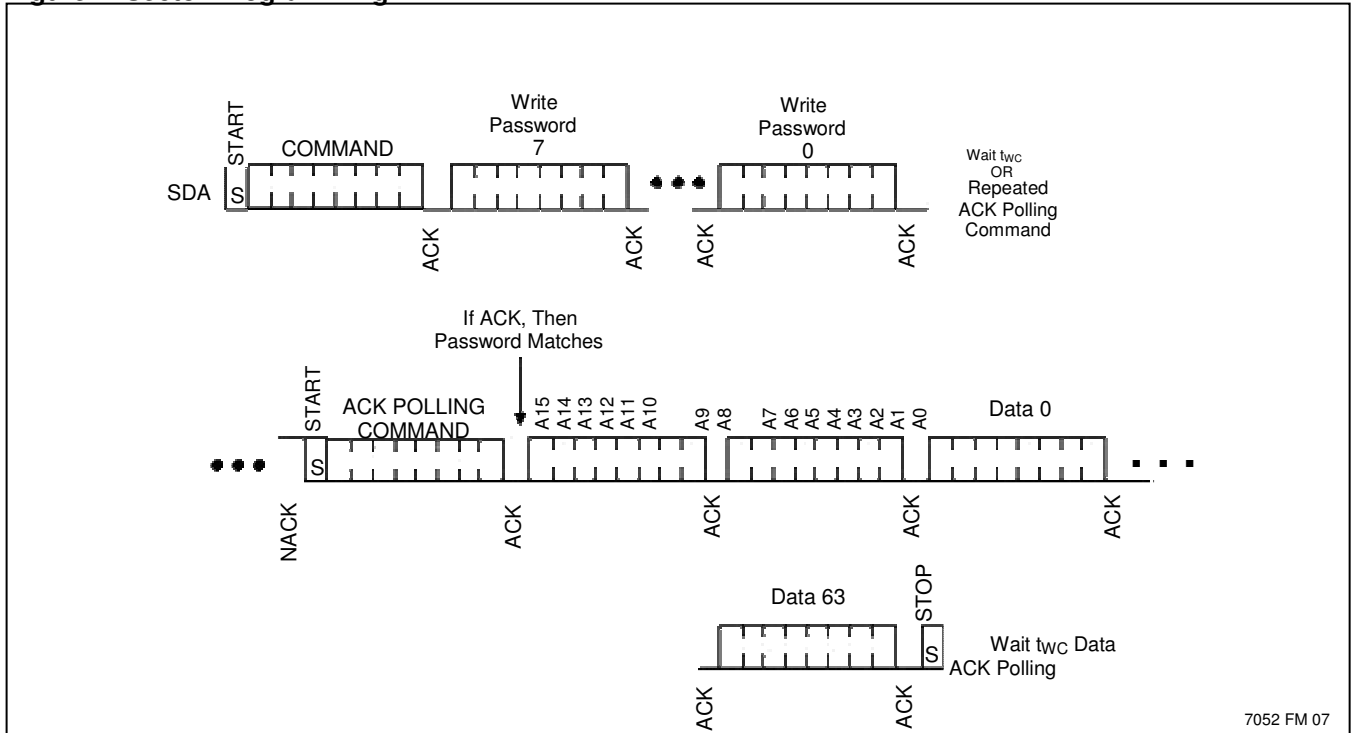 START
Write
Password
7
Write
Password
0
COMMAND
SDA
S
Wait tWC
OR
Repeated
ACK Polling
Command
ACK
ACK
ACK
ACK
If ACK, Then
Password Matches
START
ACK POLLING
COMMAND
A15
A14
A13
A12
A11
A10
A9
A8
A7
A6
A5
A4
A3
A2
A1
A0
Data 0
S
NACK
ACK
ACK
ACK
ACK
Data 63
STOP
S
Wait tWC Data
ACK Polling
ACK
ACK
7052 FM 07